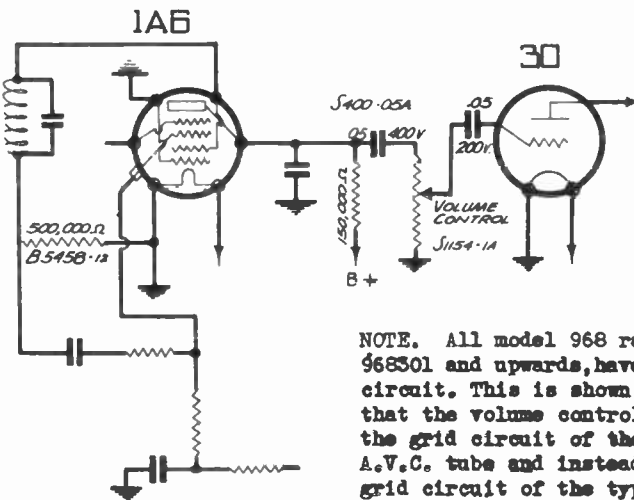 1A6
30
S400·05A
.05 400V
.05
200V.
500,000Ω
B5458·12
150,000Ω
VOLUME
CONTROL
S1154·1A
B+
NOTE. All model 968 ra
968301 and upwards,have
circuit. This is shown
that the volume control
the grid circuit of the
A.V.C. tube and instead
grid circuit of the typ